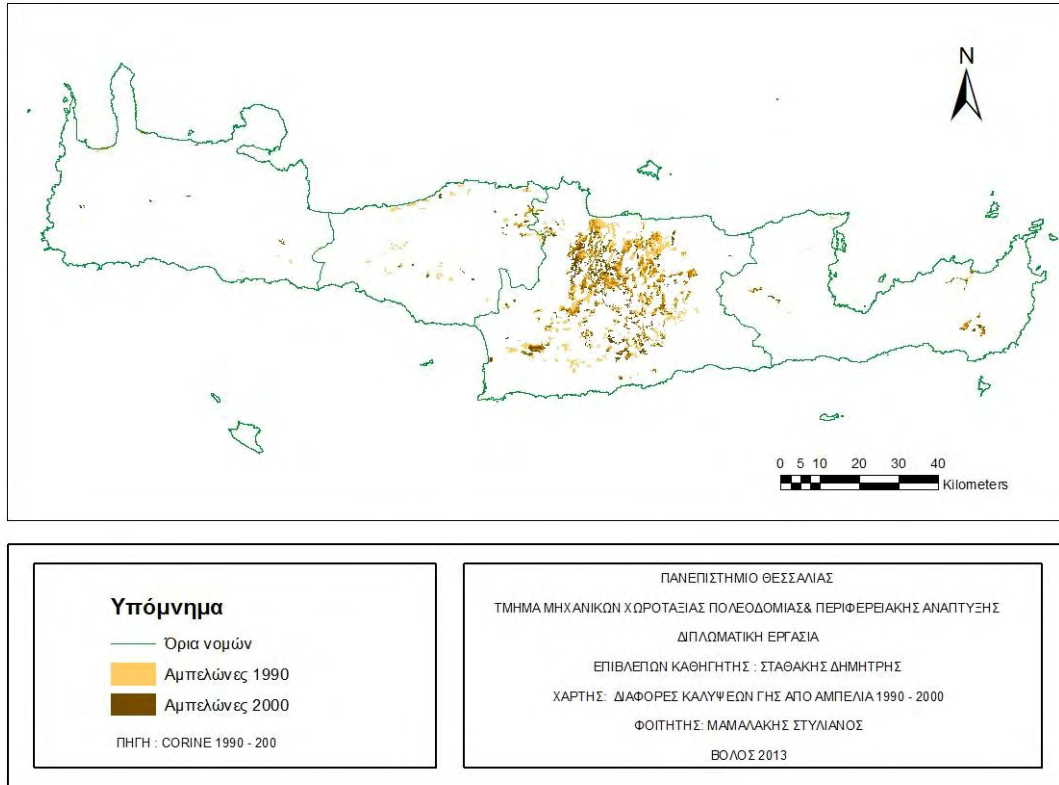 N
0 5 10 20 30 40
Kilometers
Υπόμνημα
Όρια νομών
Αμπελώνες 1990
Αμπελώνες 2000
ΠΗΓΗ : CORINE 1990 - 200
ΠΑΝΕΠΙΣΤΗΜΙΟ ΘΕΣΣΑΛΙΑΣ
ΤΜΗΜΑ ΜΗΧΑΝΙΚΩΝ ΧΩΡΟΤΑΞΙΑΣ ΠΟΛΕΟΔΟΜΙΑΣ& ΠΕΡΙΦΕΡΕΙΑΚΗΣ ΑΝΑΠΤΥΞΗΣ
ΔΙΠΛΩΜΑΤΙΚΗ ΕΡΓΑΣΙΑ
ΕΠΙΒΛΕΠΩΝ ΚΑΘΗΓΗΤΗΣ : ΣΤΑΘΑΚΗΣ ΔΗΜΗΤΡΗΣ
ΧΑΡΤΗΣ: ΔΙΑΦΟΡΕΣ ΚΑΛΥΨΕΩΝ ΓΗΣ ΑΠΟ ΑΜΠΕΛΙΑ 1990 - 2000
ΦΟΙΤΗΤΗΣ: ΜΑΜΑΛΑΚΗΣ ΣΤΥΛΙΑΝΟΣ
ΒΟΛΟΣ 2013